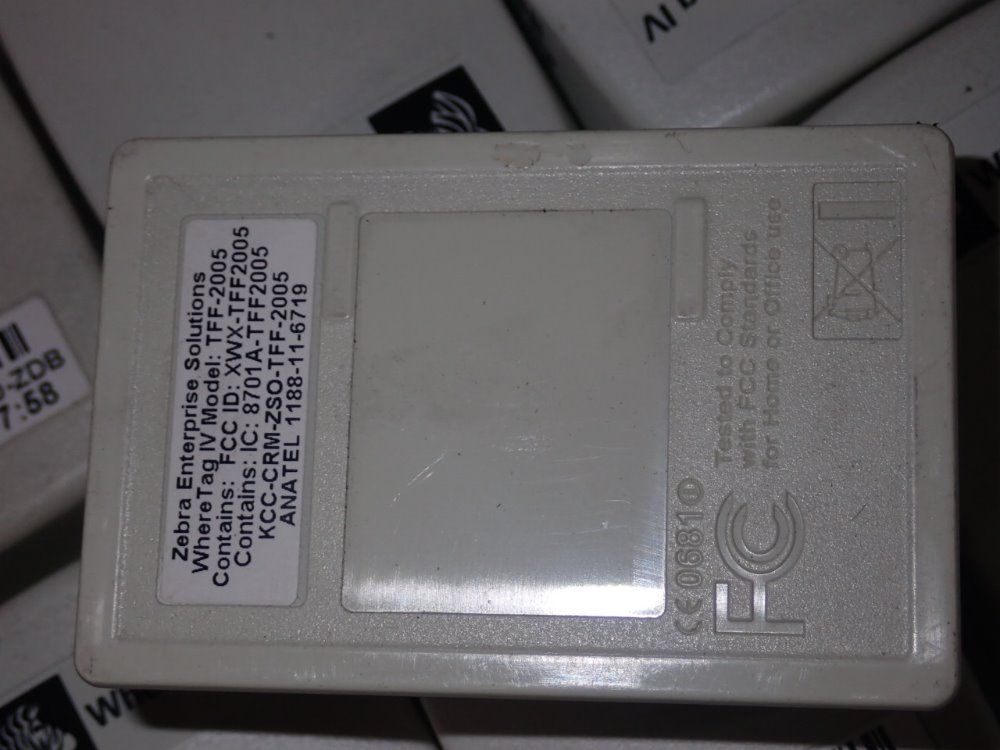 Zebra Enterprise Solutions
WhereTag IV Model: TFF-2005
Contains: FCC ID: XWX-TFF2005
Contains: IC: 8701A-TFF2005
KCC-CRM-ZSO-TFF-2005
ANATEL 1188-11-6719
CE 0681
FC
Tested to Comply
with FCC Standards
for Home or Office use
-ZDB
7:58